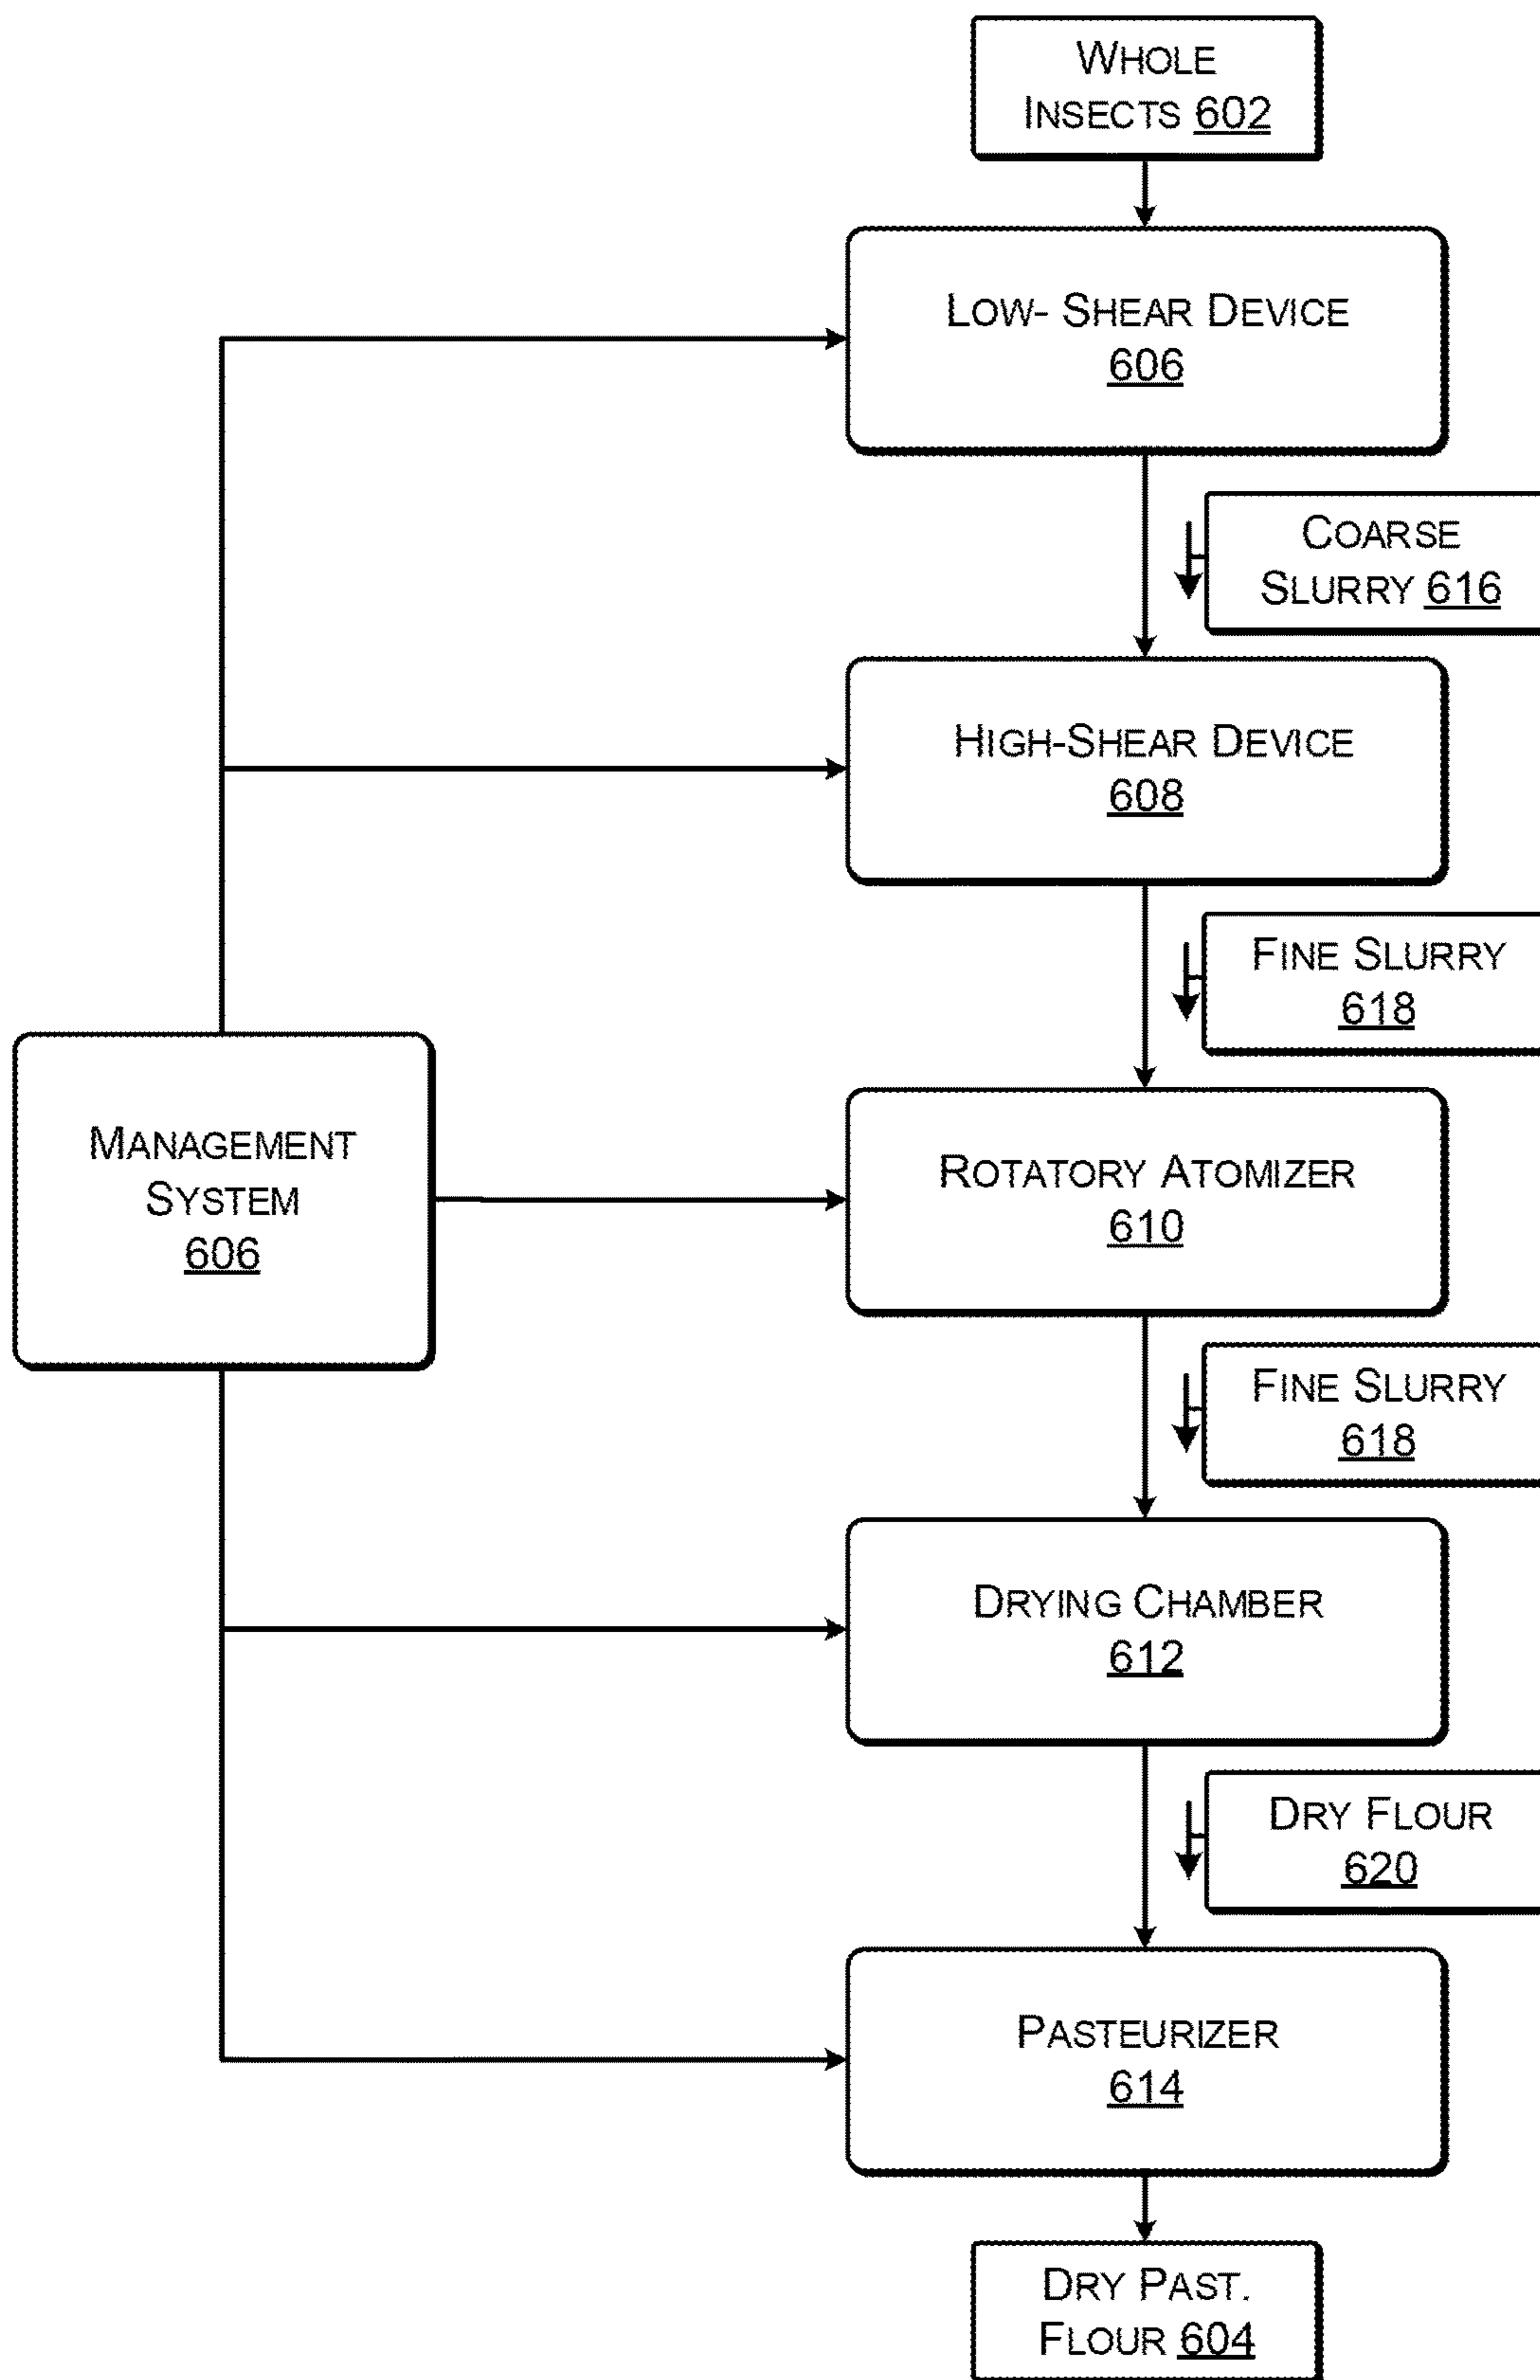 WHOLE
INSECTS 602
LOW- SHEAR DEVICE
606
COARSE
SLURRY 616
HIGH-SHEAR DEVICE
608
FINE SLURRY
618
MANAGEMENT
SYSTEM
606
ROTATORY ATOMIZER
610
FINE SLURRY
618
DRYING CHAMBER
612
DRY FLOUR
620
PASTEURIZER
614
DRY PAST.
FLOUR 604